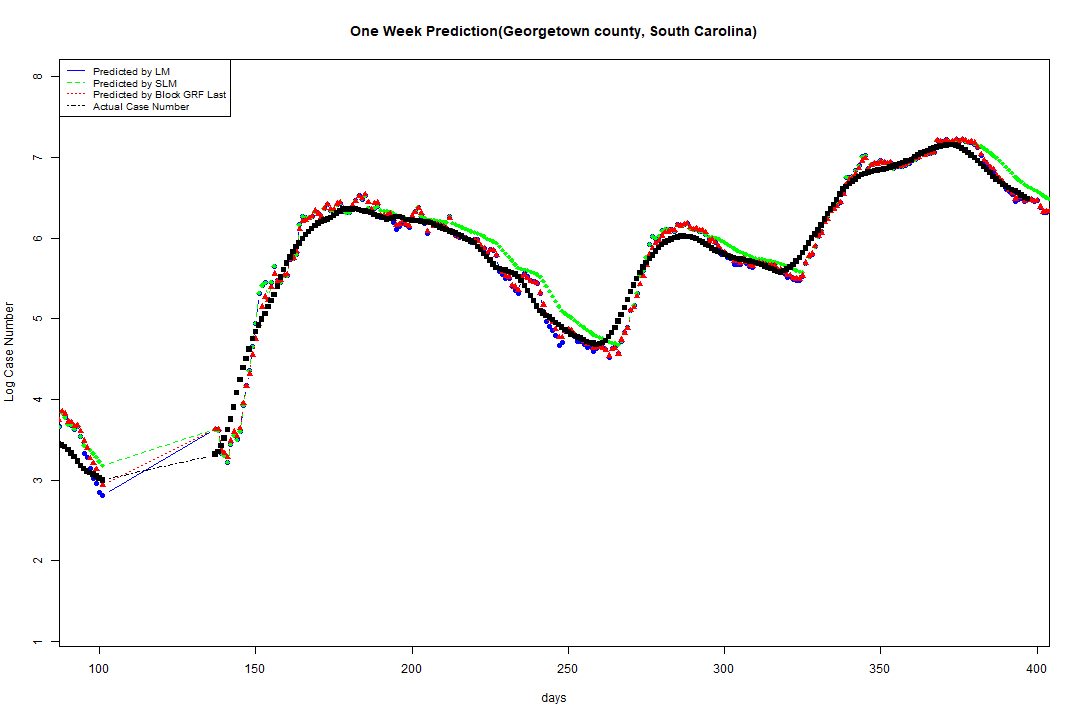 One Week Prediction(Georgetown county, South Carolina)
Predicted by LM
Predicted by SLM
Predicted by Block GRF Last
Actual Case Number
8
7
6
5
4
3
2
1
Log Case Number
100 150 200 250 300 350 400
days